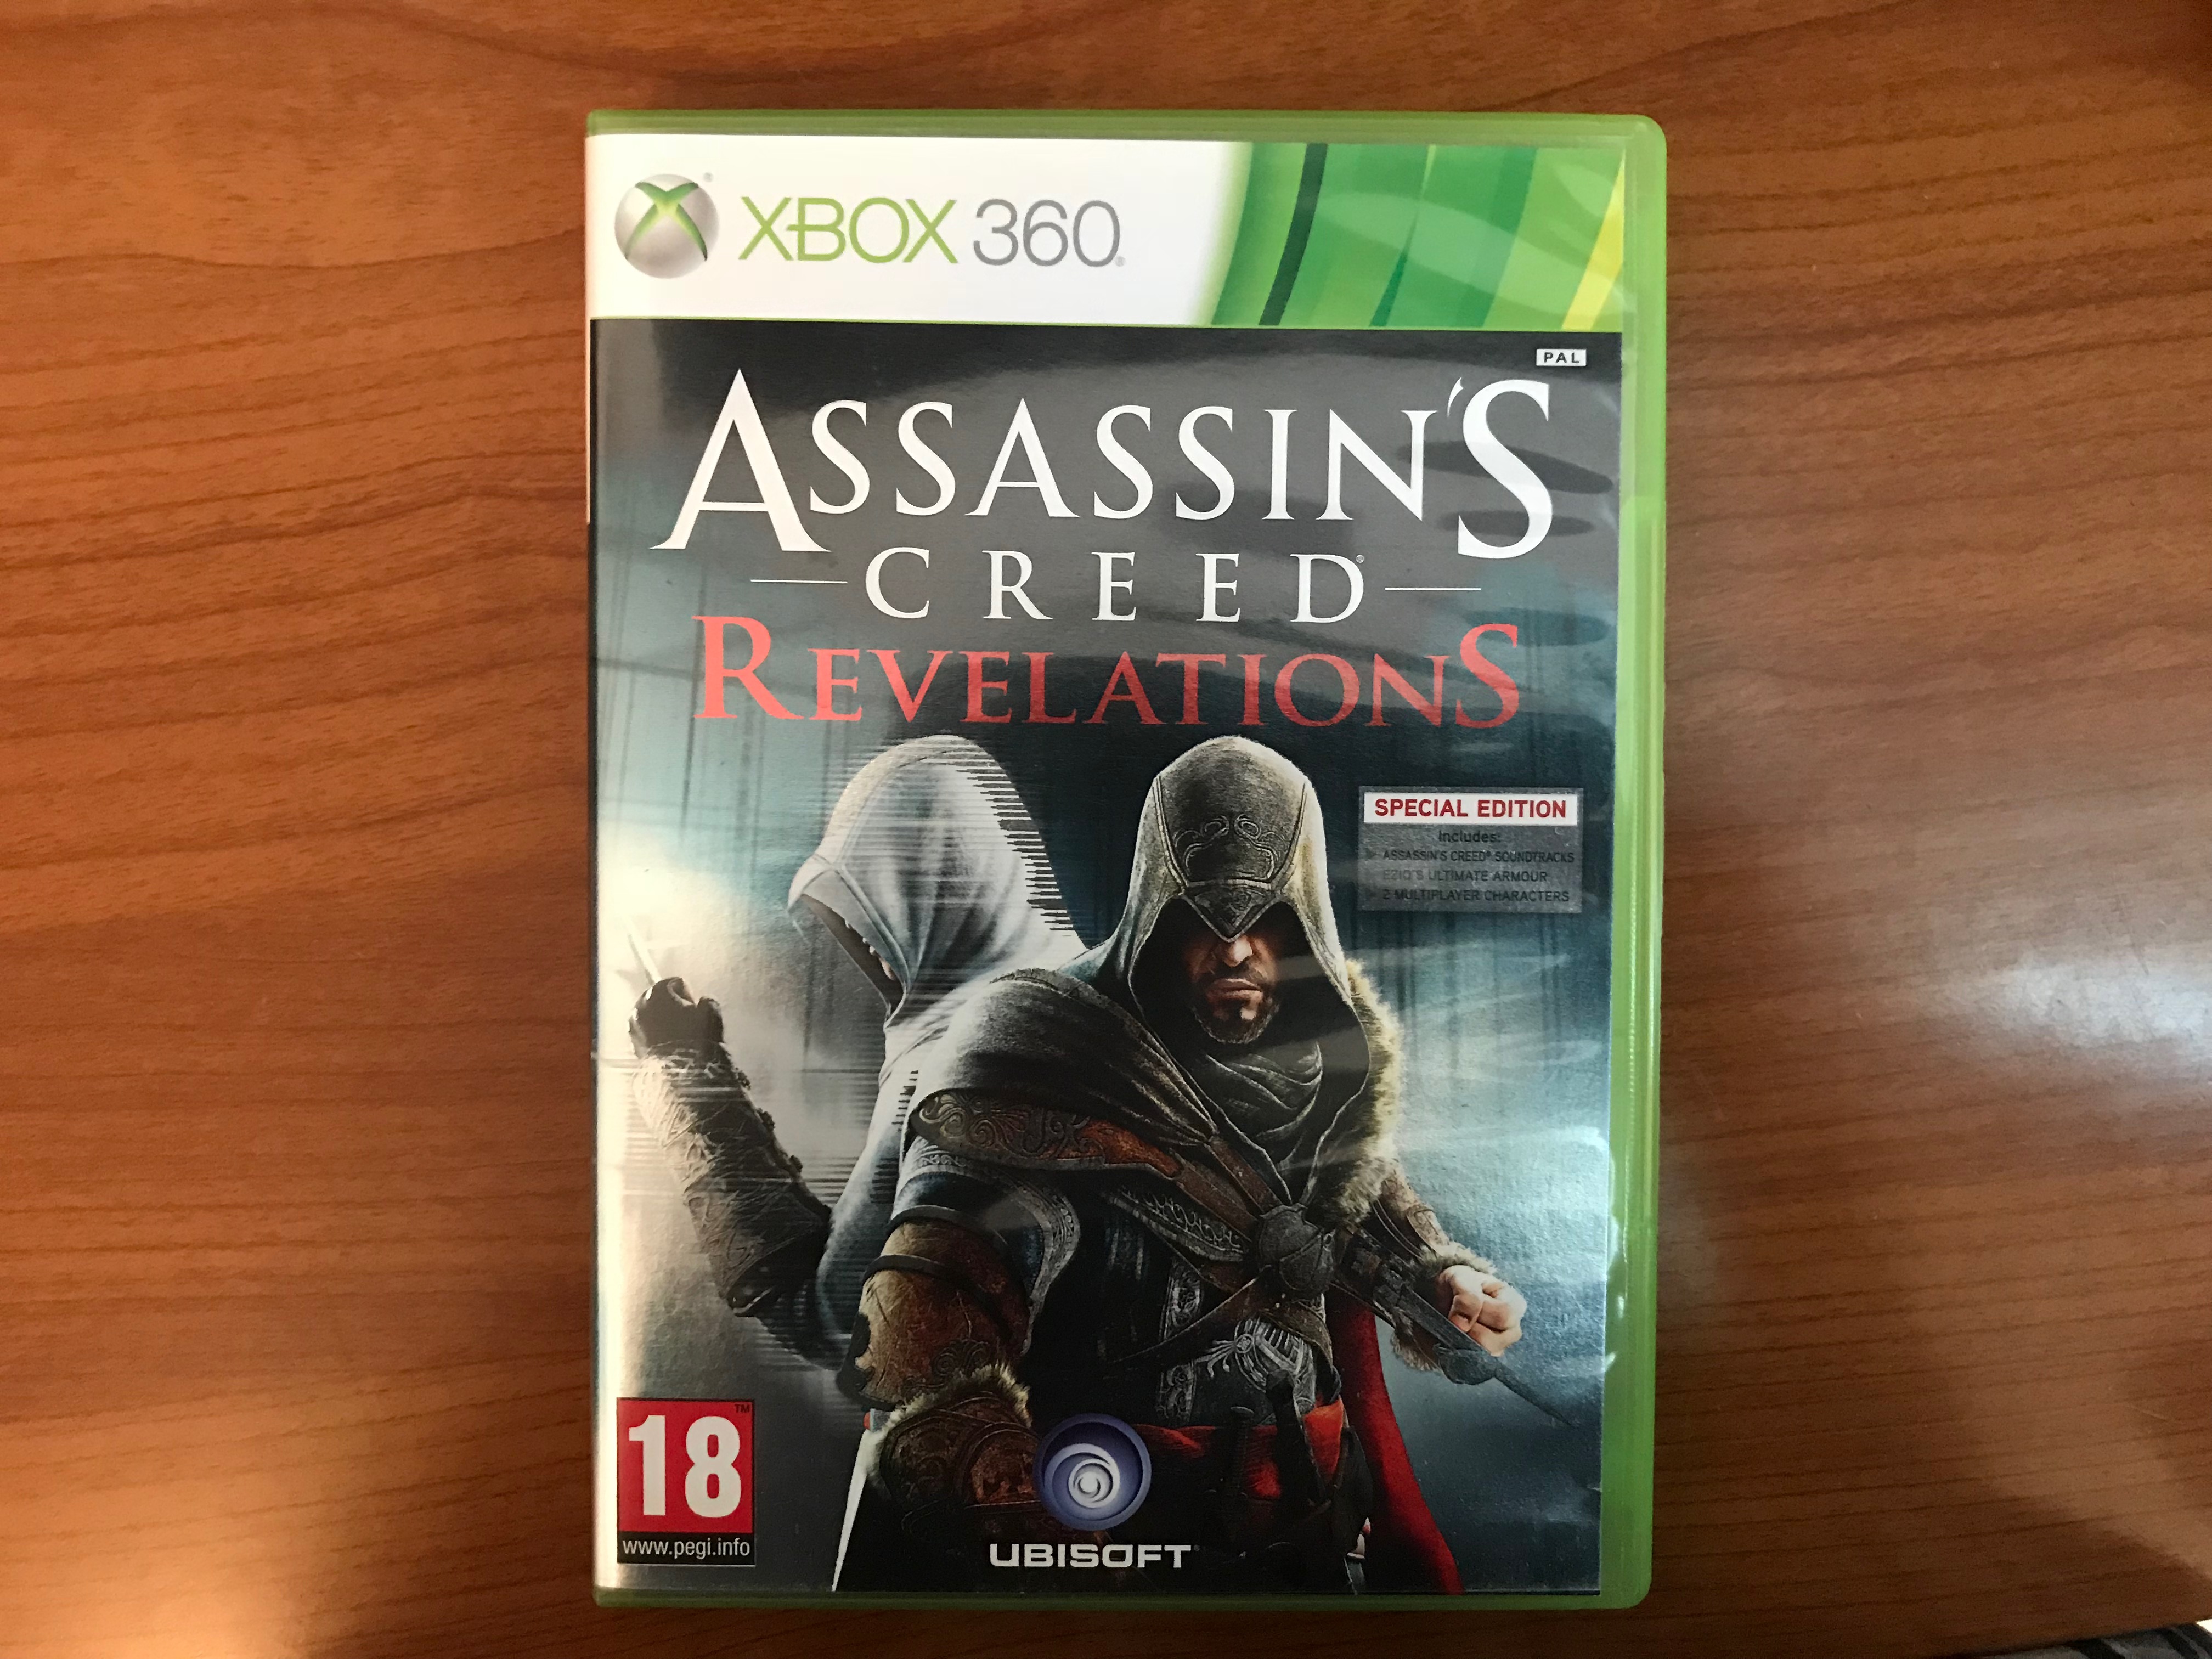 XBOX 360®
PAL
ASSASSIN'S
CREED®
REVELATIONS
SPECIAL EDITION
Includes:
ASSASSIN'S CREED® SOUNDTRACKS
EZIO'S ULTIMATE ARMOUR
2 MULTIPLAYER CHARACTERS
18™
www.pegi.info
UBISOFT®